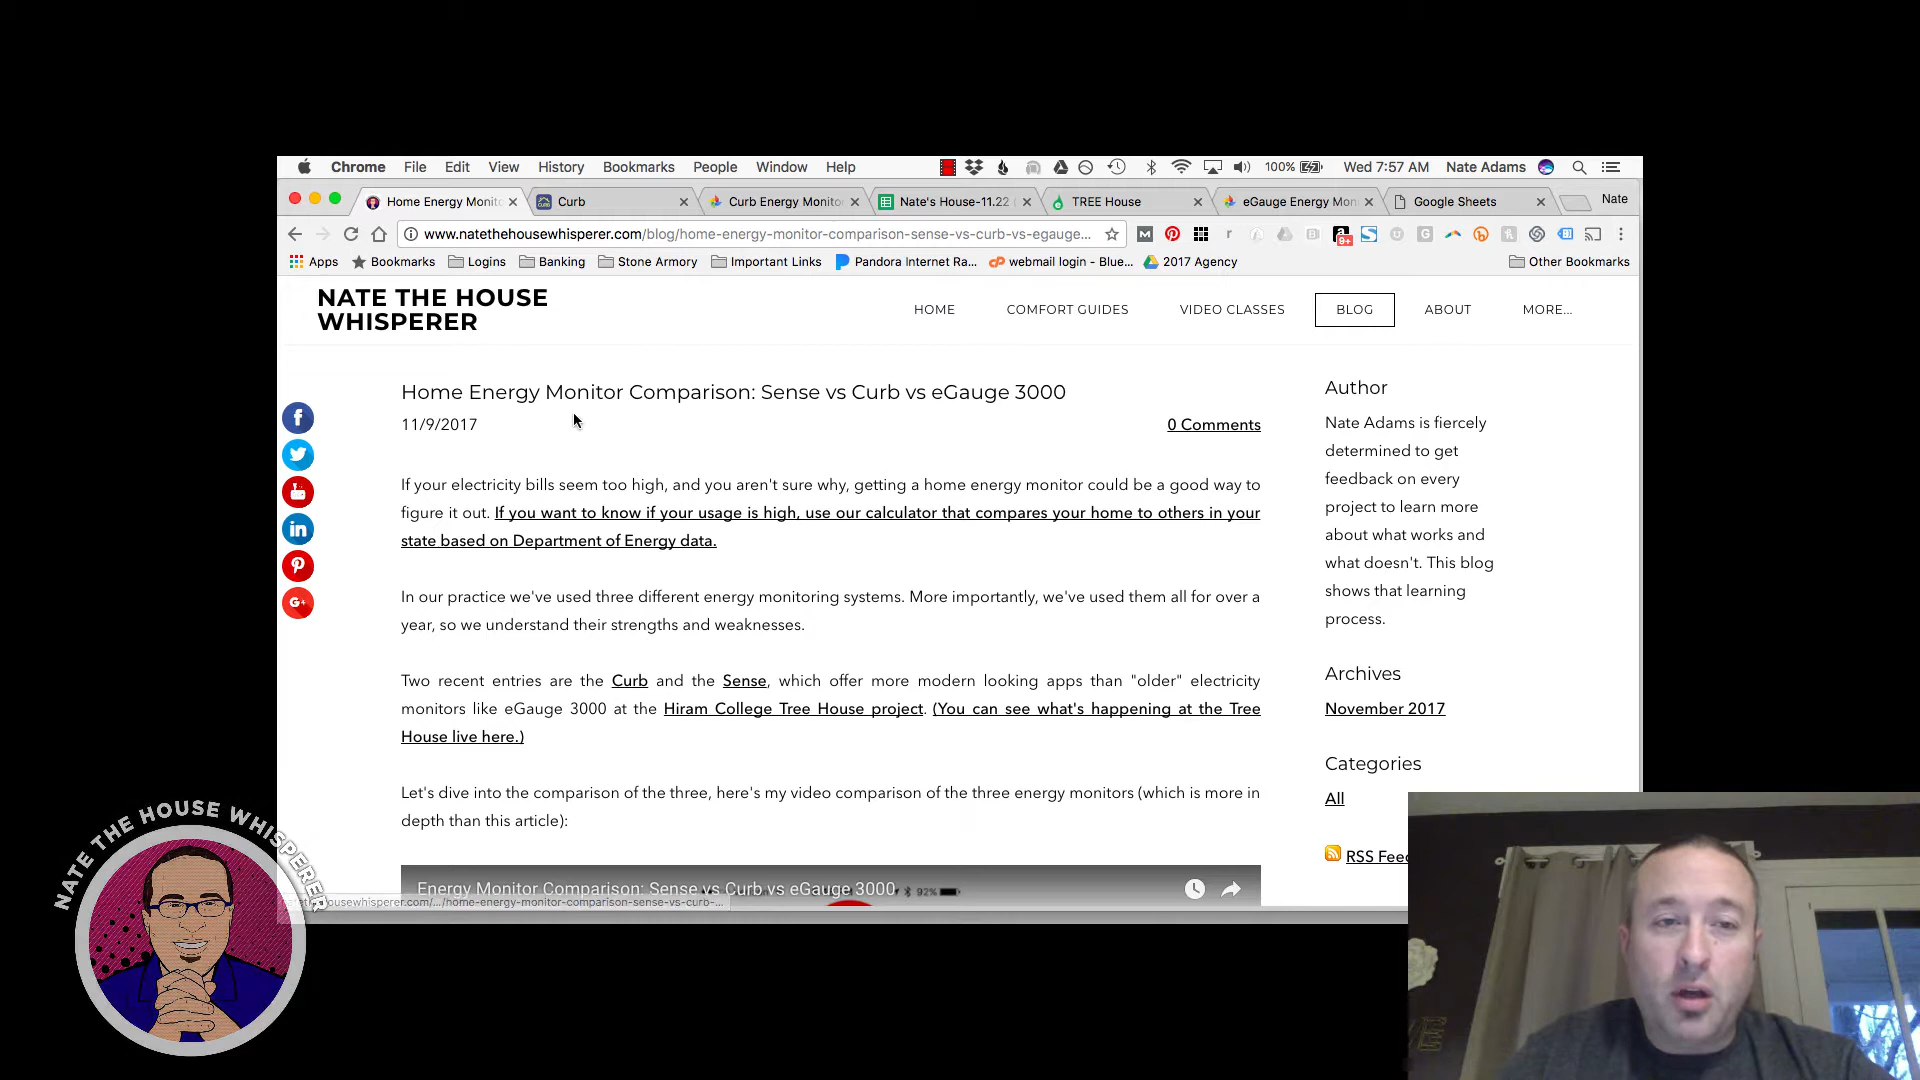 Chrome File Edit View History Bookmarks People Window Help 100% Wed 7:57 AM Nate Adams
Home Energy Monito Curb Curb Energy Monito Nate's House-11.22 TREE House eGauge Energy Mon Google Sheets Nate
www.natethehousewhisperer.com/blog/home-energy-monitor-comparison-sense-vs-curb-vs-egauge...
Apps Bookmarks Logins Banking Stone Armory Important Links Pandora Internet Ra... webmail login - Blue... 2017 Agency Other Bookmarks
NATE THE HOUSE
WHISPERER
HOME COMFORT GUIDES VIDEO CLASSES BLOG ABOUT MORE...
Home Energy Monitor Comparison: Sense vs Curb vs eGauge 3000
11/9/2017
0 Comments
If your electricity bills seem too high, and you aren't sure why, getting a home energy monitor could be a good way to
figure it out. If you want to know if your usage is high, use our calculator that compares your home to others in your
state based on Department of Energy data.
In our practice we've used three different energy monitoring systems. More importantly, we've used them all for over a
year, so we understand their strengths and weaknesses.
Two recent entries are the Curb and the Sense, which offer more modern looking apps than "older" electricity
monitors like eGauge 3000 at the Hiram College Tree House project. (You can see what's happening at the Tree
House live here.)
Let's dive into the comparison of the three, here's my video comparison of the three energy monitors (which is more in
depth than this article):
Energy Monitor Comparison: Sense vs Curb vs eGauge 3000
92%
Author
Nate Adams is fiercely
determined to get
feedback on every
project to learn more
about what works and
what doesn't. This blog
shows that learning
process.
Archives
November 2017
Categories
All
RSS Feed
natethehousewhisperer.com/.../home-energy-monitor-comparison-sense-vs-curb-...
NATE THE HOUSE WHISPERER